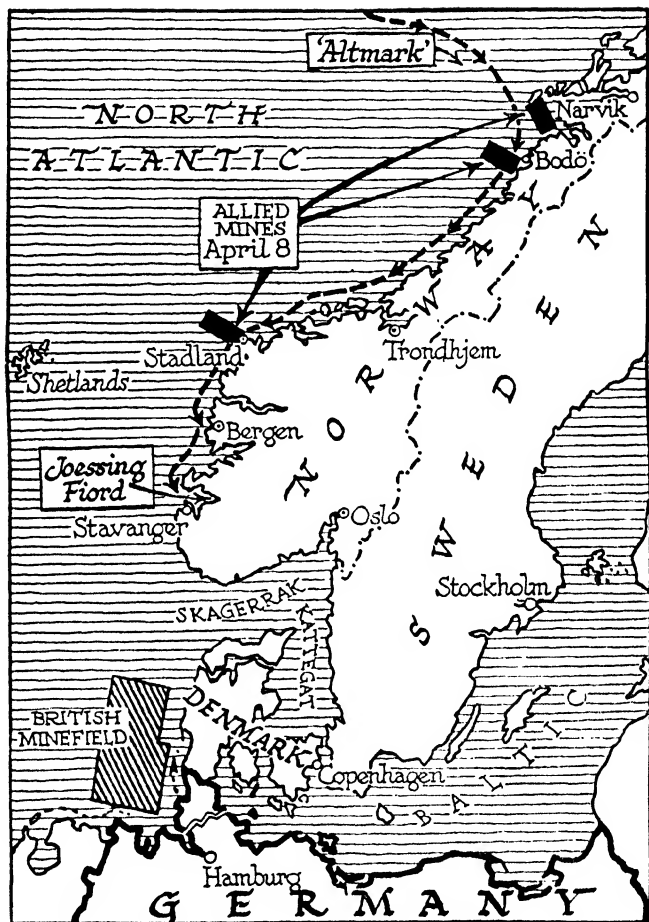 'Altmark'
NORTH
ATLANTIC
Narvik
Bodö
ALLIED
MINES
April 8
NORWAY
SWEDEN
Stadland
Trondhjem
Shetlands
Bergen
Joessing
Fiord
Stavanger
Oslo
Stockholm
SKAGERRAK
KATTEGAT
BRITISH
MINEFIELD
DENMARK
Copenhagen
BALTIC
Hamburg
GERMANY